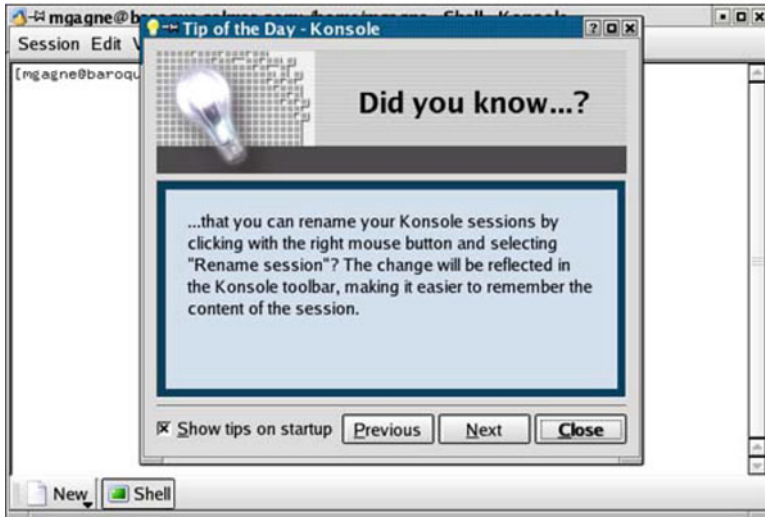 mgagne@b
Tip of the Day - Konsole
Session Edit
[mgagne@baroqu
Did you know...?
...that you can rename your Konsole sessions by
clicking with the right mouse button and selecting
"Rename session"? The change will be reflected in
the Konsole toolbar, making it easier to remember the
content of the session.
Show tips on startup Previous Next Close
New Shell